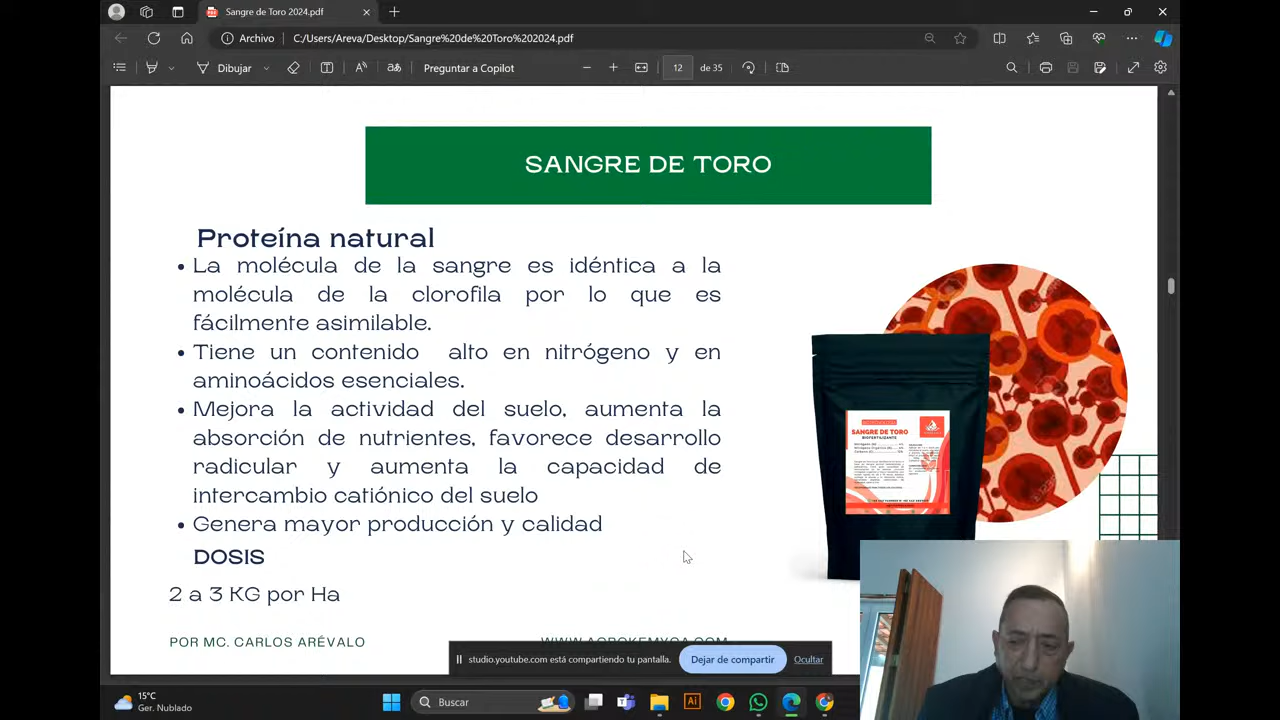 Sangre de Toro 2024.pdf
Archivo C:/Users/Areva/Desktop/Sangre%20de%20Toro%202024.pdf
Dibujar Preguntar a Copilot 12 de 35
SANGRE DE TORO
Proteína natural
• La molécula de la sangre es idéntica a la
molécula de la clorofila por lo que es
fácilmente asimilable.
• Tiene un contenido alto en nitrógeno y en
aminoácidos esenciales.
• Mejora la actividad del suelo, aumenta la
absorción de nutrientes, favorece desarrollo
radicular y aumenta la capacidad de
intercambio catiónico del suelo
• Genera mayor producción y calidad
DOSIS
2 a 3 KG por Ha
SANGRE DE TORO
BIOFERTILIZANTE
POR MC. CARLOS ARÉVALO
WWW.AGROKEMYCA.COM
studio.youtube.com está compartiendo tu pantalla.
Dejar de compartir
Ocultar
15°C
Ger. Nublado
Buscar